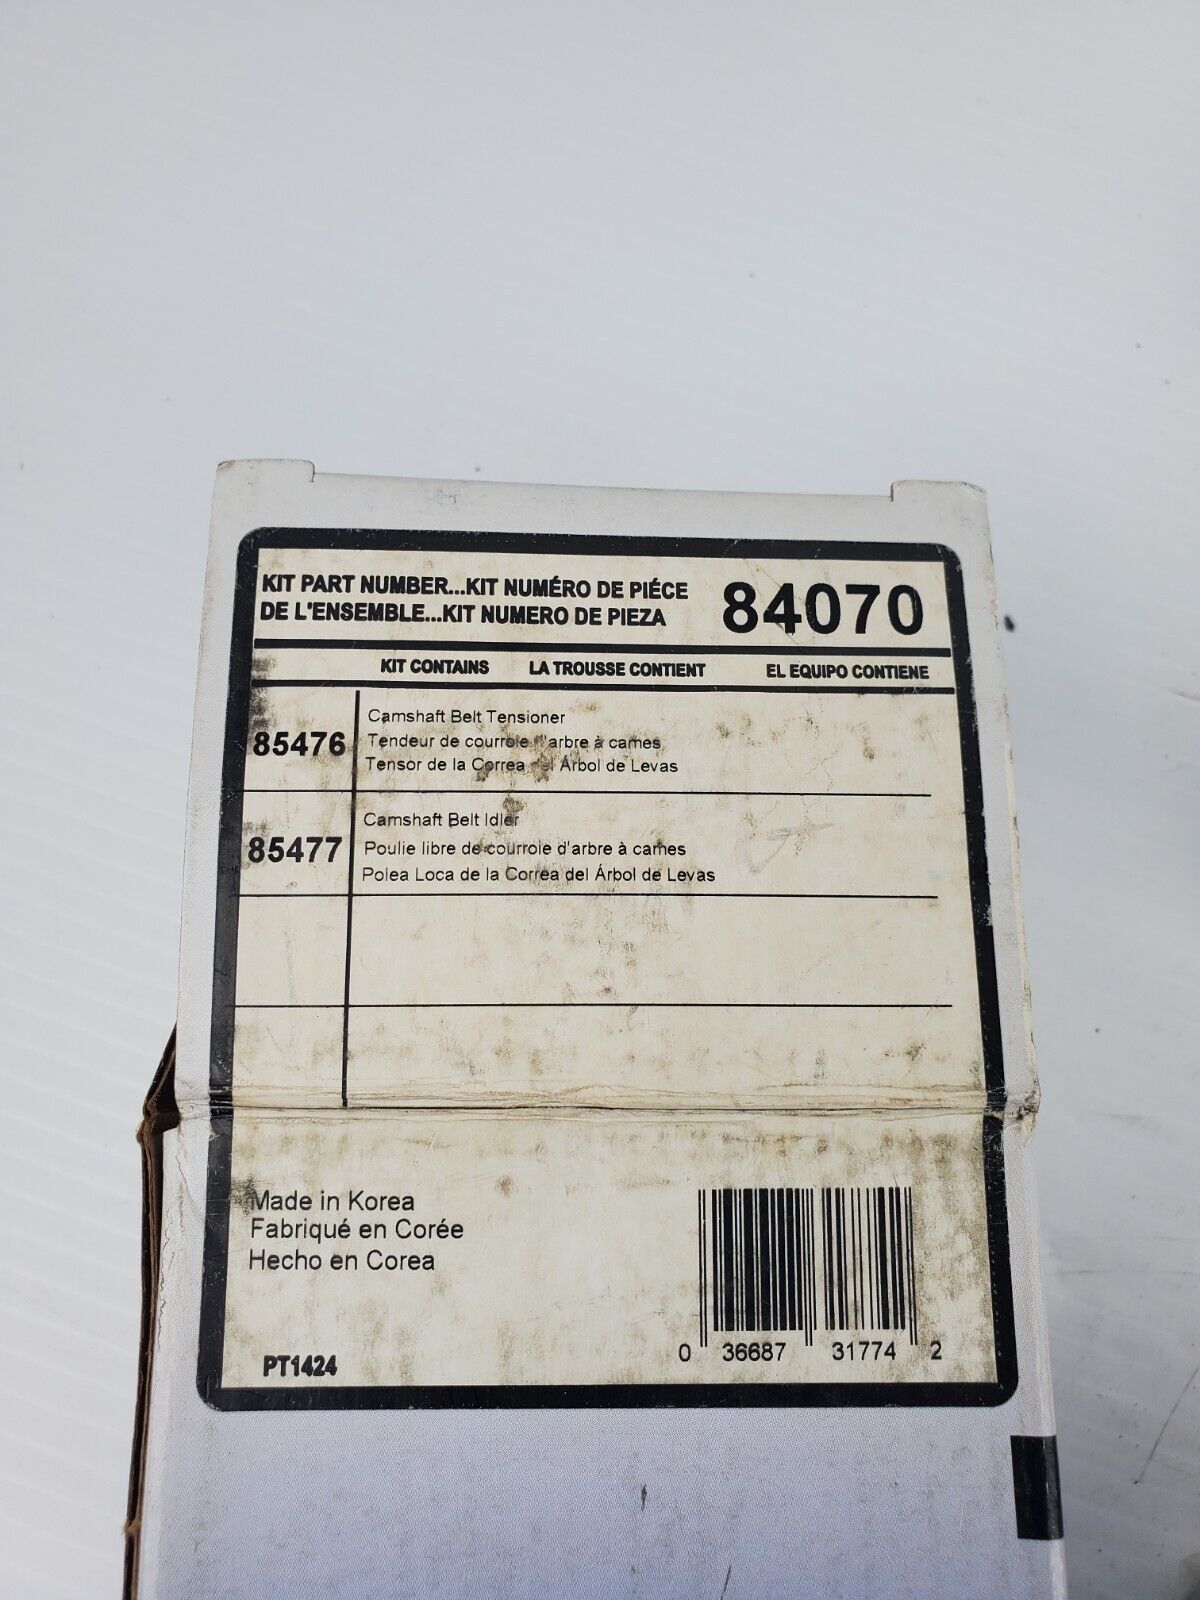 KIT PART NUMBER...KIT NUMÉRO DE PIÉCE
DE L'ENSEMBLE...KIT NUMERO DE PIEZA
84070
KIT CONTAINS LA TROUSSE CONTIENT EL EQUIPO CONTIENE
85476
Camshaft Belt Tensioner
Tendeur de courroie d'arbre à cames
Tensor de la Correa del Árbol de Levas
85477
Camshaft Belt Idler
Poulie libre de courroie d'arbre à cames
Polea Loca de la Correa del Árbol de Levas
Made in Korea
Fabriqué en Corée
Hecho en Corea
PT1424
0 36687 31774 2